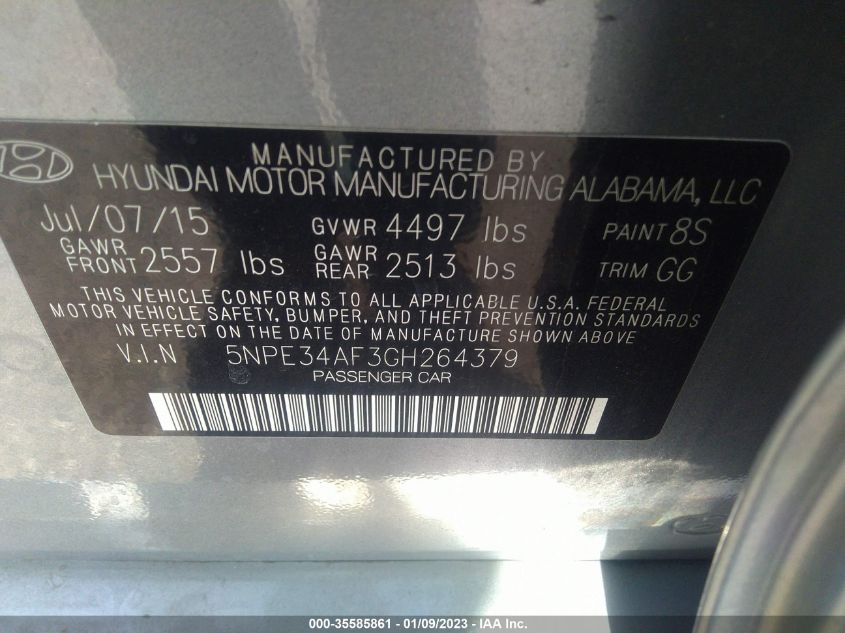 MANUFACTURED BY
HYUNDAI MOTOR MANUFACTURING ALABAMA, LLC
Jul/07/15 GVWR 4497 lbs PAINT 8S
GAWR FRONT 2557 lbs GAWR REAR 2513 lbs TRIM GG
THIS VEHICLE CONFORMS TO ALL APPLICABLE U.S.A. FEDERAL
MOTOR VEHICLE SAFETY, BUMPER, AND THEFT PREVENTION STANDARDS
IN EFFECT ON THE DATE OF MANUFACTURE SHOWN ABOVE
V.I.N 5NPE34AF3GH264379
PASSENGER CAR
000-35585861 - 01/09/2023 - IAA Inc.